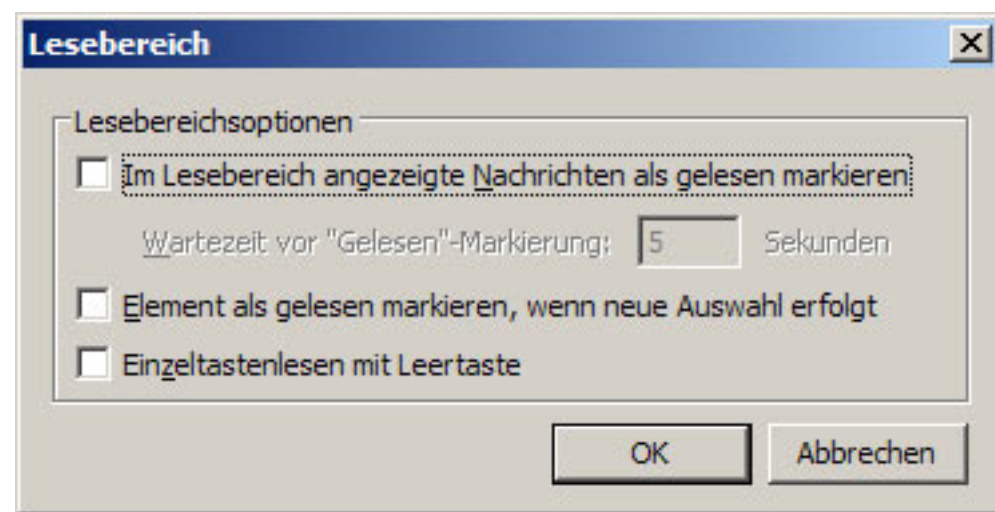 Lesebereich
Lesebereichsoptionen
Im Lesebereich angezeigte Nachrichten als gelesen markieren
Wartezeit vor "Gelesen"-Markierung: 5 Sekunden
Element als gelesen markieren, wenn neue Auswahl erfolgt
Einzeltastenlesen mit Leertaste
OK Abbrechen